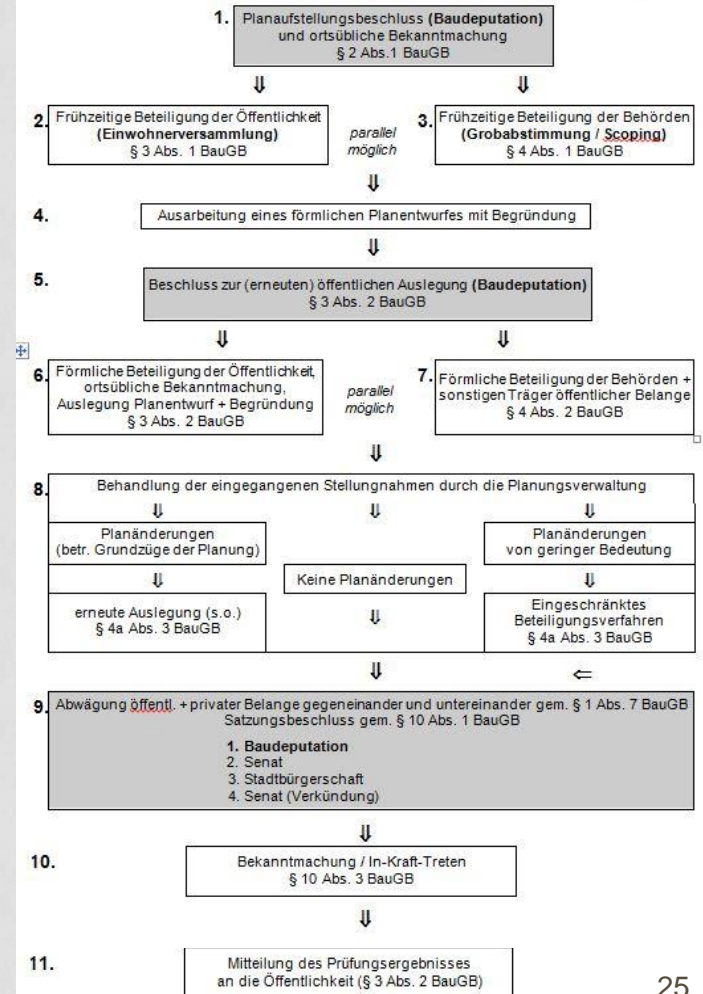 1. Planaufstellungsbeschluss (Baudeputation)
und ortsübliche Bekanntmachung
§ 2 Abs.1 BauGB
⇓ ⇓
2. Frühzeitige Beteiligung der Öffentlichkeit
(Einwohnerversammlung)
§ 3 Abs. 1 BauGB
parallel
möglich
3. Frühzeitige Beteiligung der Behörden
(Grobabstimmung / Scoping)
§ 4 Abs. 1 BauGB
⇓
4. Ausarbeitung eines förmlichen Planentwurfes mit Begründung
⇓
5. Beschluss zur (erneuten) öffentlichen Auslegung (Baudeputation)
§ 3 Abs. 2 BauGB
⇓ ⇓
6. Förmliche Beteiligung der Öffentlichkeit,
ortsübliche Bekanntmachung,
Auslegung Planentwurf + Begründung
§ 3 Abs. 2 BauGB
parallel
möglich
7. Förmliche Beteiligung der Behörden +
sonstigen Träger öffentlicher Belange
§ 4 Abs. 2 BauGB
⇓
8. Behandlung der eingegangenen Stellungnahmen durch die Planungsverwaltung
⇓ ⇓ ⇓
Planänderungen
(betr. Grundzüge der Planung)
⇓
erneute Auslegung (s.o.)
§ 4a Abs. 3 BauGB
Keine Planänderungen
⇓
Planänderungen
von geringer Bedeutung
⇓
Eingeschränktes
Beteiligungsverfahren
§ 4a Abs. 3 BauGB
⇓ ⇐
9. Abwägung öffentl. + privater Belange gegeneinander und untereinander gem. § 1 Abs. 7 BauGB
Satzungsbeschluss gem. § 10 Abs. 1 BauGB
1. Baudeputation
2. Senat
3. Stadtbürgerschaft
4. Senat (Verkündung)
⇓
10. Bekanntmachung / In-Kraft-Treten
§ 10 Abs. 3 BauGB
⇓
11. Mitteilung des Prüfungsergebnisses
an die Öffentlichkeit (§ 3 Abs. 2 BauGB)
25